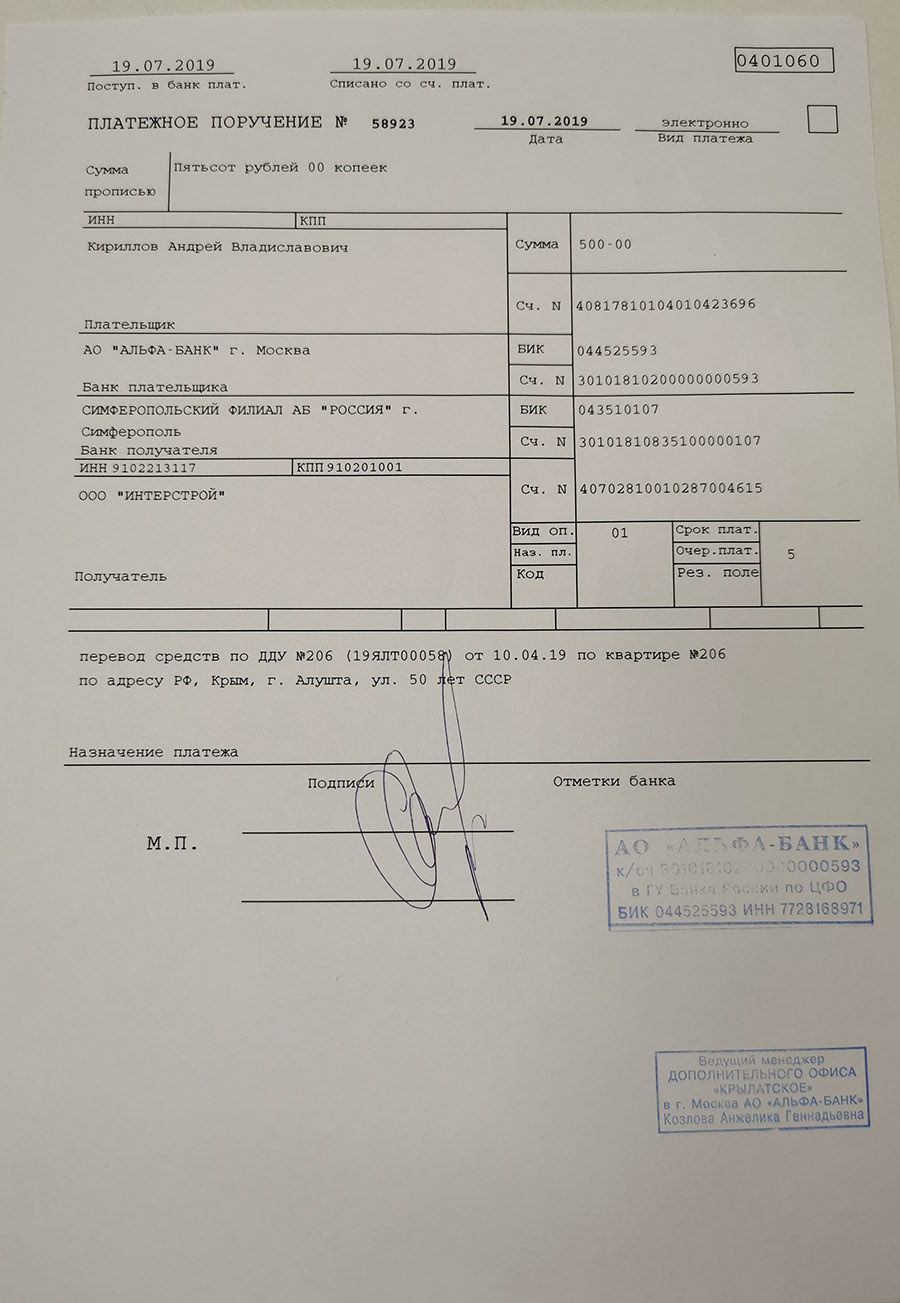 19.07.2019 19.07.2019 0401060
Поступ. в банк плат. Списано со сч. плат.
ПЛАТЕЖНОЕ ПОРУЧЕНИЕ № 58923 19.07.2019 электронно
Дата Вид платежа
Сумма прописью Пятьсот рублей 00 копеек
ИНН КПП
Кириллов Андрей Владиславович Сумма 500-00
Сч. N 40817810104010423696
Плательщик
АО "АЛЬФА-БАНК" г. Москва БИК 044525593
Банк плательщика Сч. N 30101810200000000593
СИМФЕРОПОЛЬСКИЙ ФИЛИАЛ АБ "РОССИЯ" г. БИК 043510107
Симферополь Сч. N 30101810835100000107
Банк получателя
ИНН 9102213117 КПП 910201001
ООО "ИНТЕРСТРОЙ" Сч. N 40702810010287004615
Вид оп. 01 Срок плат.
Наз. пл. Очер.плат. 5
Получатель Код Рез. поле
перевод средств по ДДУ №206 (19ЯЛТ00058) от 10.04.19 по квартире №206
по адресу РФ, Крым, г. Алушта, ул. 50 лет СССР
Назначение платежа
Подписи Отметки банка
М.П.
АО «АЛЬФА-БАНК»
к/сч 0000593
в ГУ Банка России по ЦФО
БИК 044525593 ИНН 7728168971
Ведущий менеджер
ДОПОЛНИТЕЛЬНОГО ОФИСА
«КРЫЛАТСКОЕ»
в г. Москва АО «АЛЬФА-БАНК»
Козлова Анжелика Геннадьевна